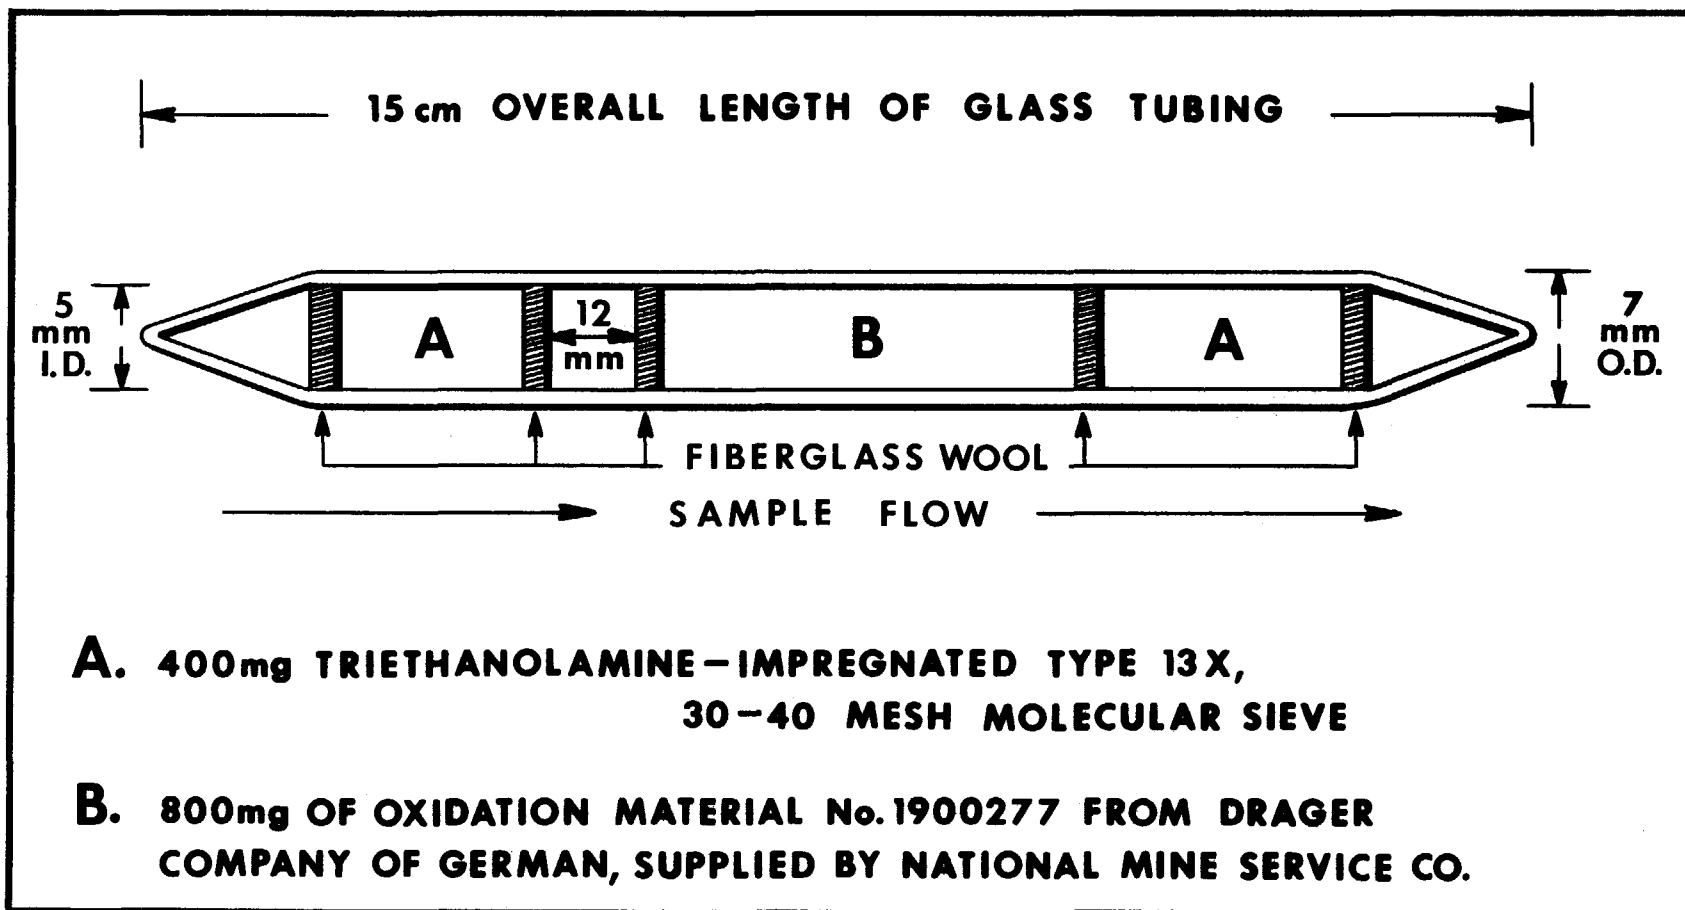 15 cm OVERALL LENGTH OF GLASS TUBING
5
mm
I.D.
A
12
mm
B
A
7
mm
O.D.
FIBERGLASS WOOL
SAMPLE FLOW
A. 400mg TRIETHANOLAMINE-IMPREGNATED TYPE 13X,
30-40 MESH MOLECULAR SIEVE
B. 800mg OF OXIDATION MATERIAL No. 1900277 FROM DRAGER
COMPANY OF GERMAN, SUPPLIED BY NATIONAL MINE SERVICE CO.